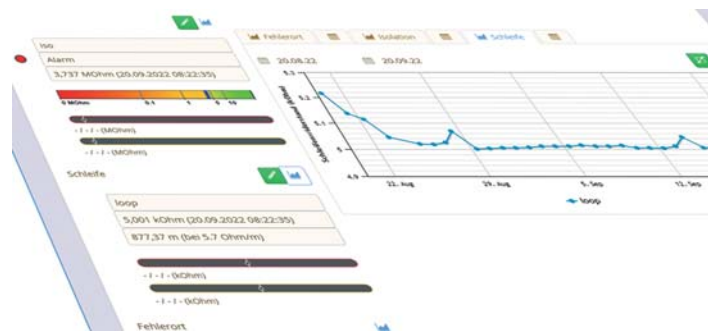 iso
Alarm
3,737 MOhm (20.09.2022 08:22:35)
0 MOhm 0.1 1 5 10
- I - I - (MOhm)
- I - I - (MOhm)
Schleife
loop
5,001 kOhm (20.09.2022 08:22:35)
877,37 m (bei 5.7 Ohm/m)
- I - I - (kOhm)
- I - I - (kOhm)
Fehlerort
Fehlerort Isolation Schleife
20.08.22 20.09.22
5.3
5.2
5.1
5
4.9
22. Aug 29. Aug 5. Sep 12. Sep
loop